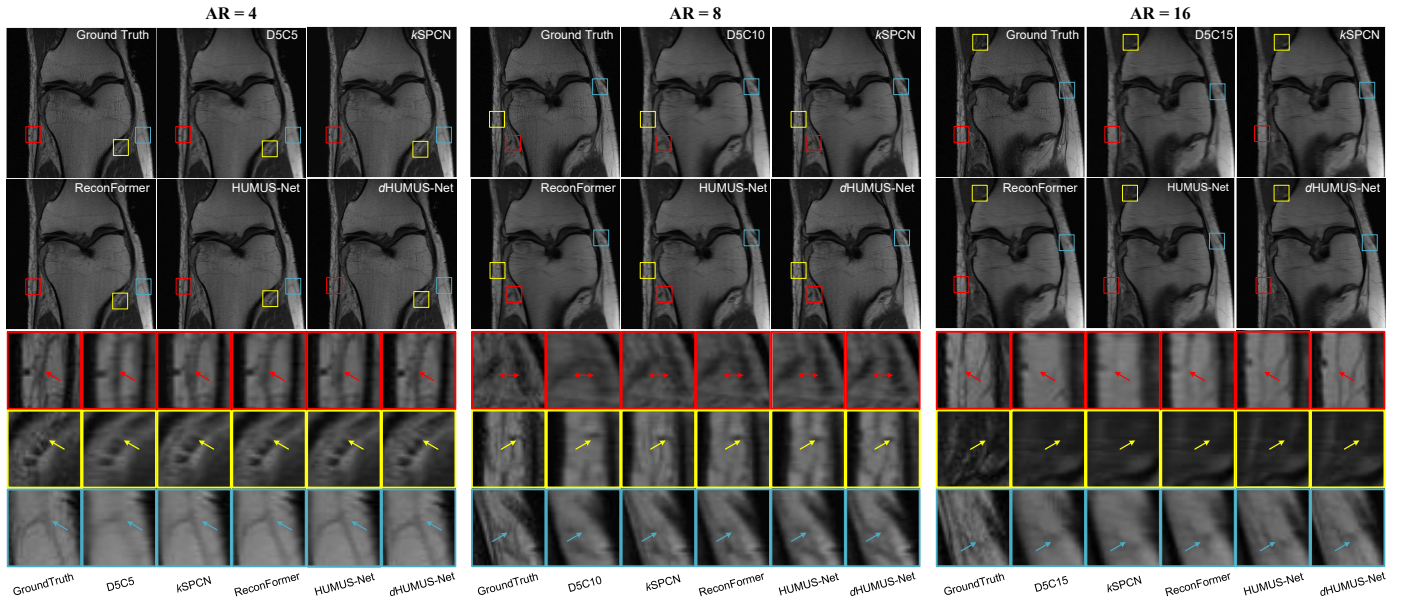 AR = 4
AR = 8
AR = 16
Ground Truth D5C5 kSPCN
Ground Truth D5C10 kSPCN
Ground Truth D5C15 kSPCN
ReconFormer HUMUS-Net dHUMUS-Net
ReconFormer HUMUS-Net dHUMUS-Net
ReconFormer HUMUS-Net dHUMUS-Net
GroundTruth D5C5 kSPCN ReconFormer HUMUS-Net dHUMUS-Net
GroundTruth D5C10 kSPCN ReconFormer HUMUS-Net dHUMUS-Net
GroundTruth D5C15 kSPCN ReconFormer HUMUS-Net dHUMUS-Net